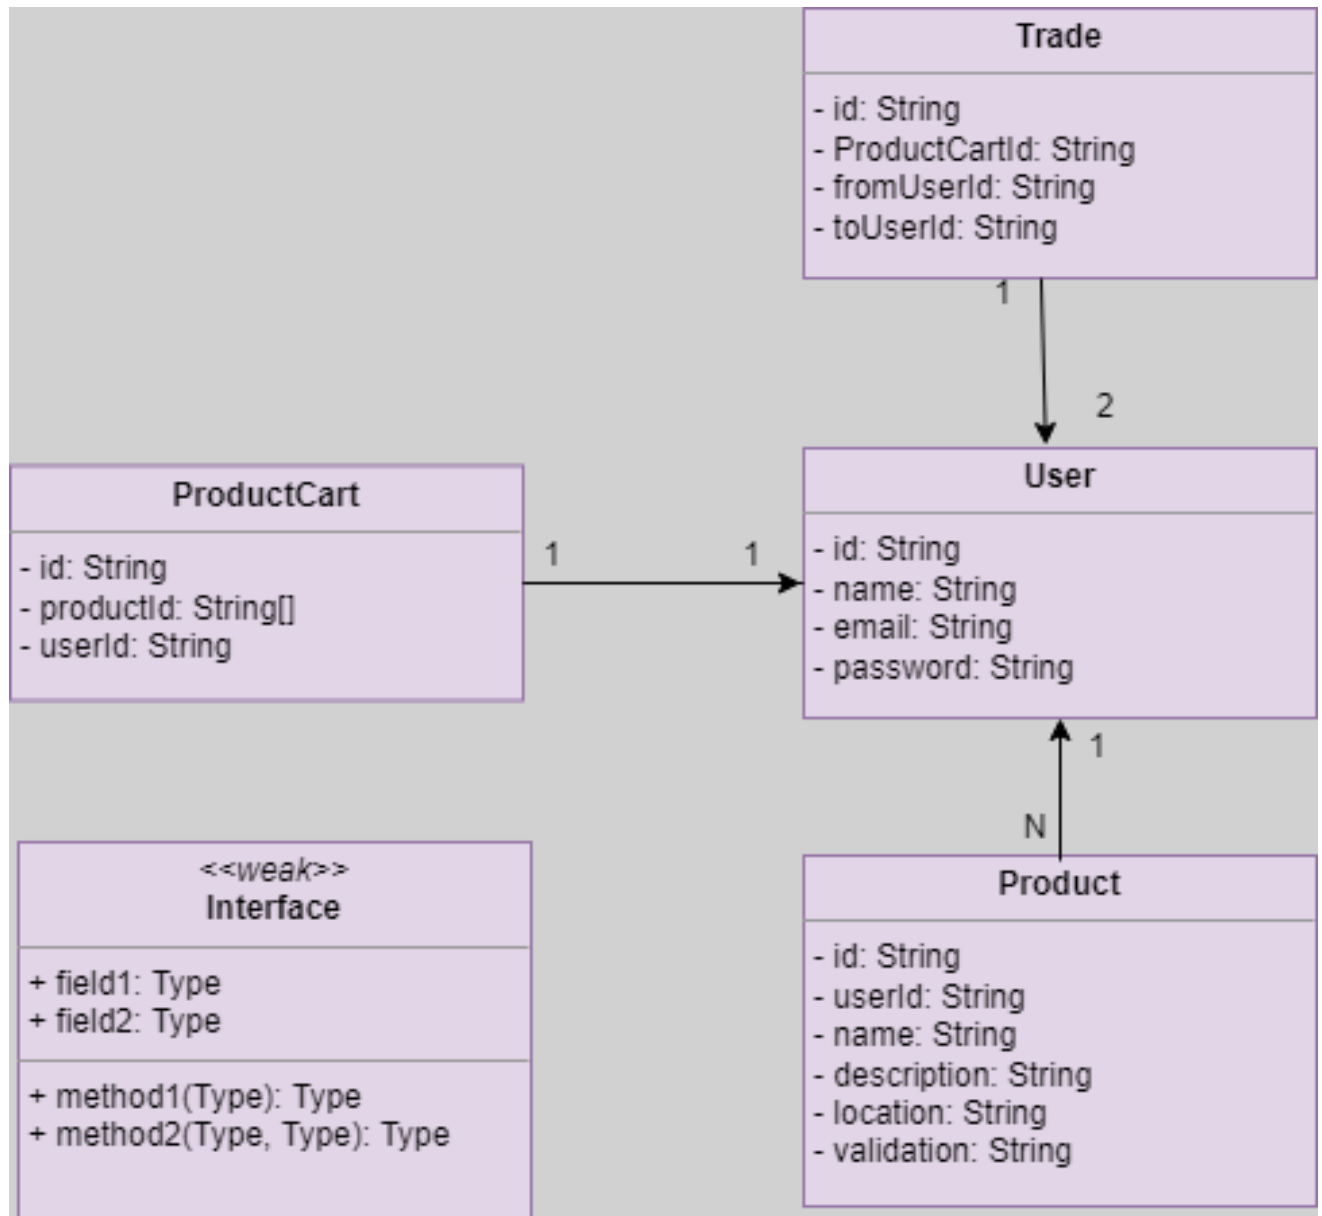 Trade
- id: String
- ProductCartId: String
- fromUserId: String
- toUserId: String
1
2
ProductCart
- id: String
- productId: String[]
- userId: String
1
1
User
- id: String
- name: String
- email: String
- password: String
1
N
<<weak>>
Interface
+ field1: Type
+ field2: Type
+ method1(Type): Type
+ method2(Type, Type): Type
Product
- id: String
- userId: String
- name: String
- description: String
- location: String
- validation: String